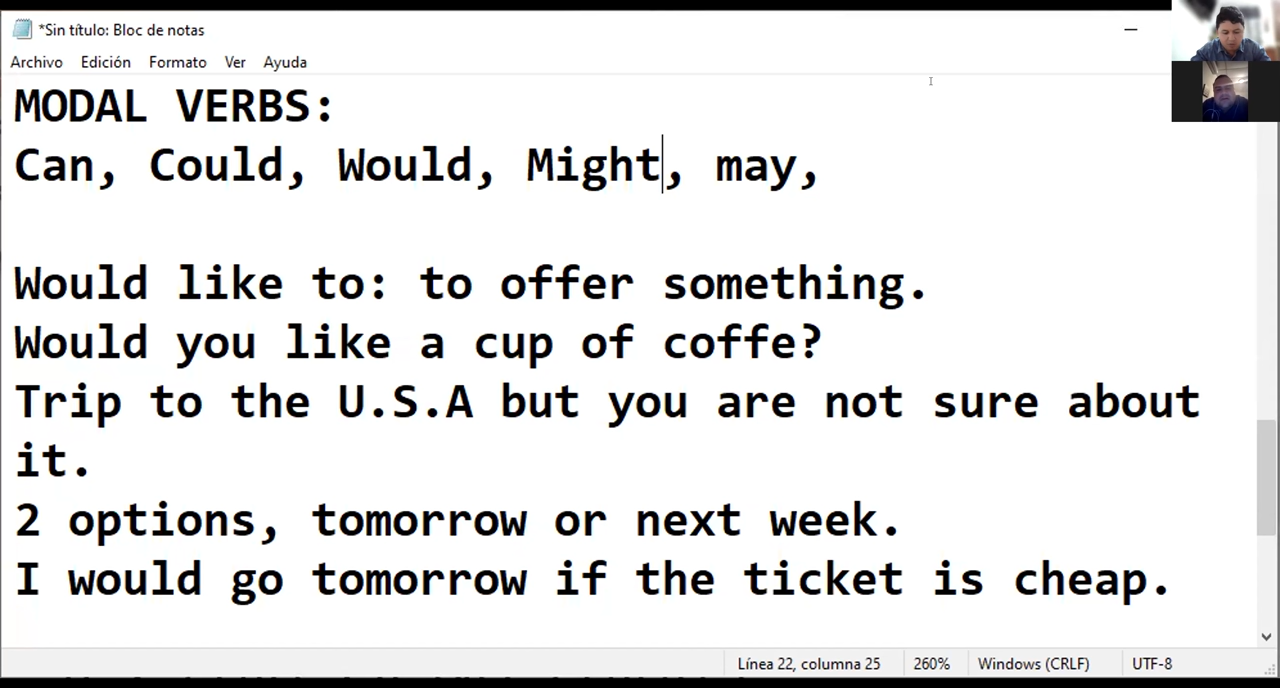 *Sin título: Bloc de notas
Archivo Edición Formato Ver Ayuda
MODAL VERBS:
Can, Could, Would, Might, may,
Would like to: to offer something.
Would you like a cup of coffe?
Trip to the U.S.A but you are not sure about
it.
2 options, tomorrow or next week.
I would go tomorrow if the ticket is cheap.
Línea 22, columna 25 260% Windows (CRLF) UTF-8